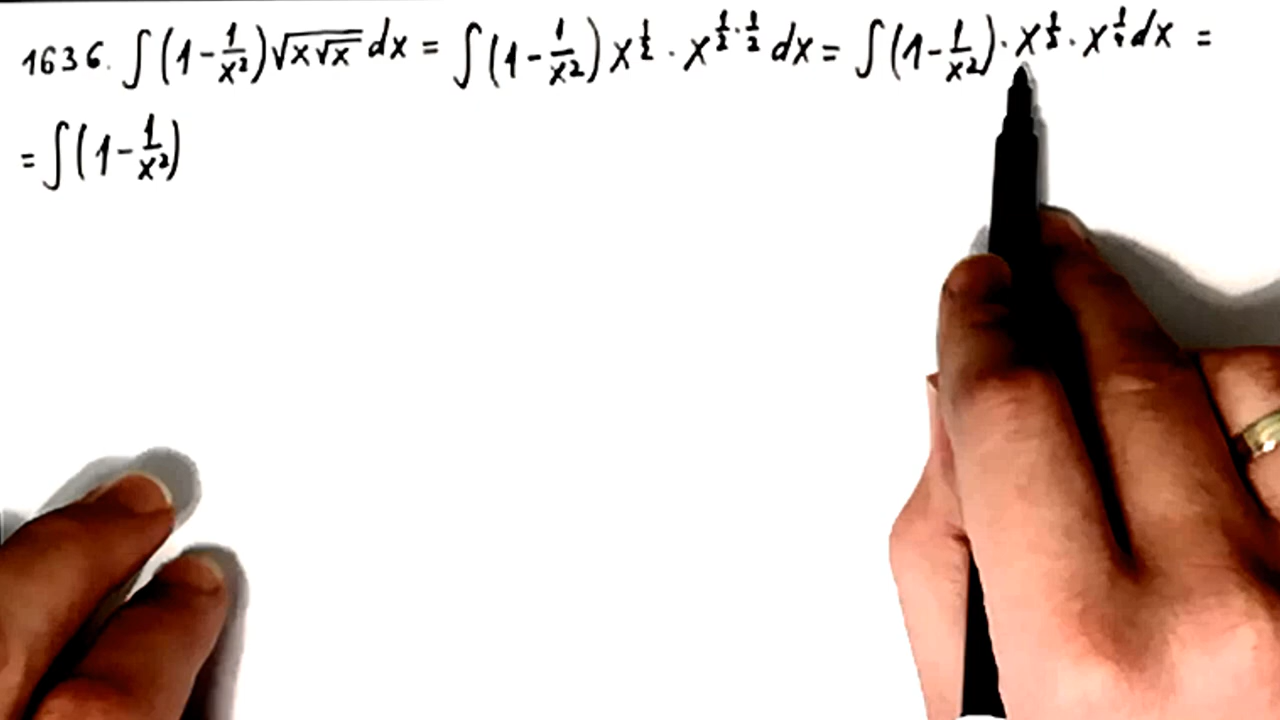 1636. ∫(1-1/x²)√(x√x) dx = ∫(1-1/x²) x^(1/2) · x^(1/2·1/2) dx = ∫(1-1/x²) · x^(1/2) · x^(1/4) dx =
= ∫(1-1/x²)